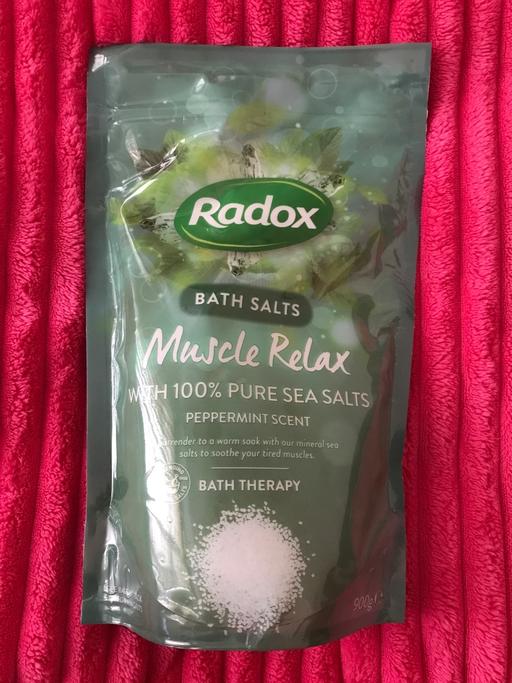 Radox
BATH SALTS
Muscle Relax
WITH 100% PURE SEA SALTS
PEPPERMINT SCENT
Surrender to a warm soak with our mineral sea
salts to soothe your tired muscles.
BATH THERAPY
900g